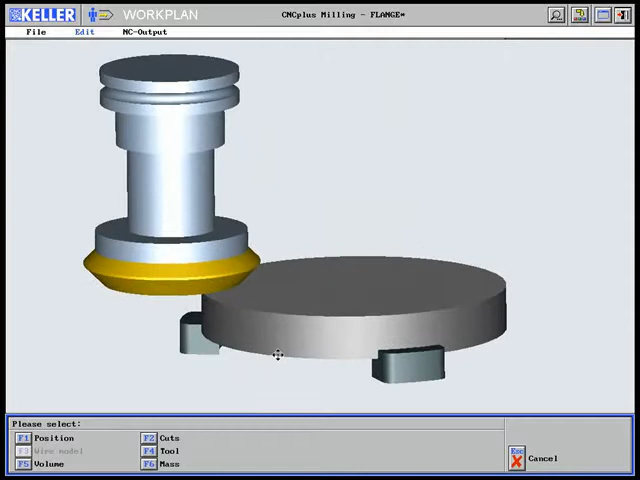 KELLER WORKPLAN CNCplus Milling - FLANGE*
File Edit NC-Output
Please select:
F1 Position F2 Cuts
F3 Wire model F4 Tool
F5 Volume F6 Mass
Esc Cancel